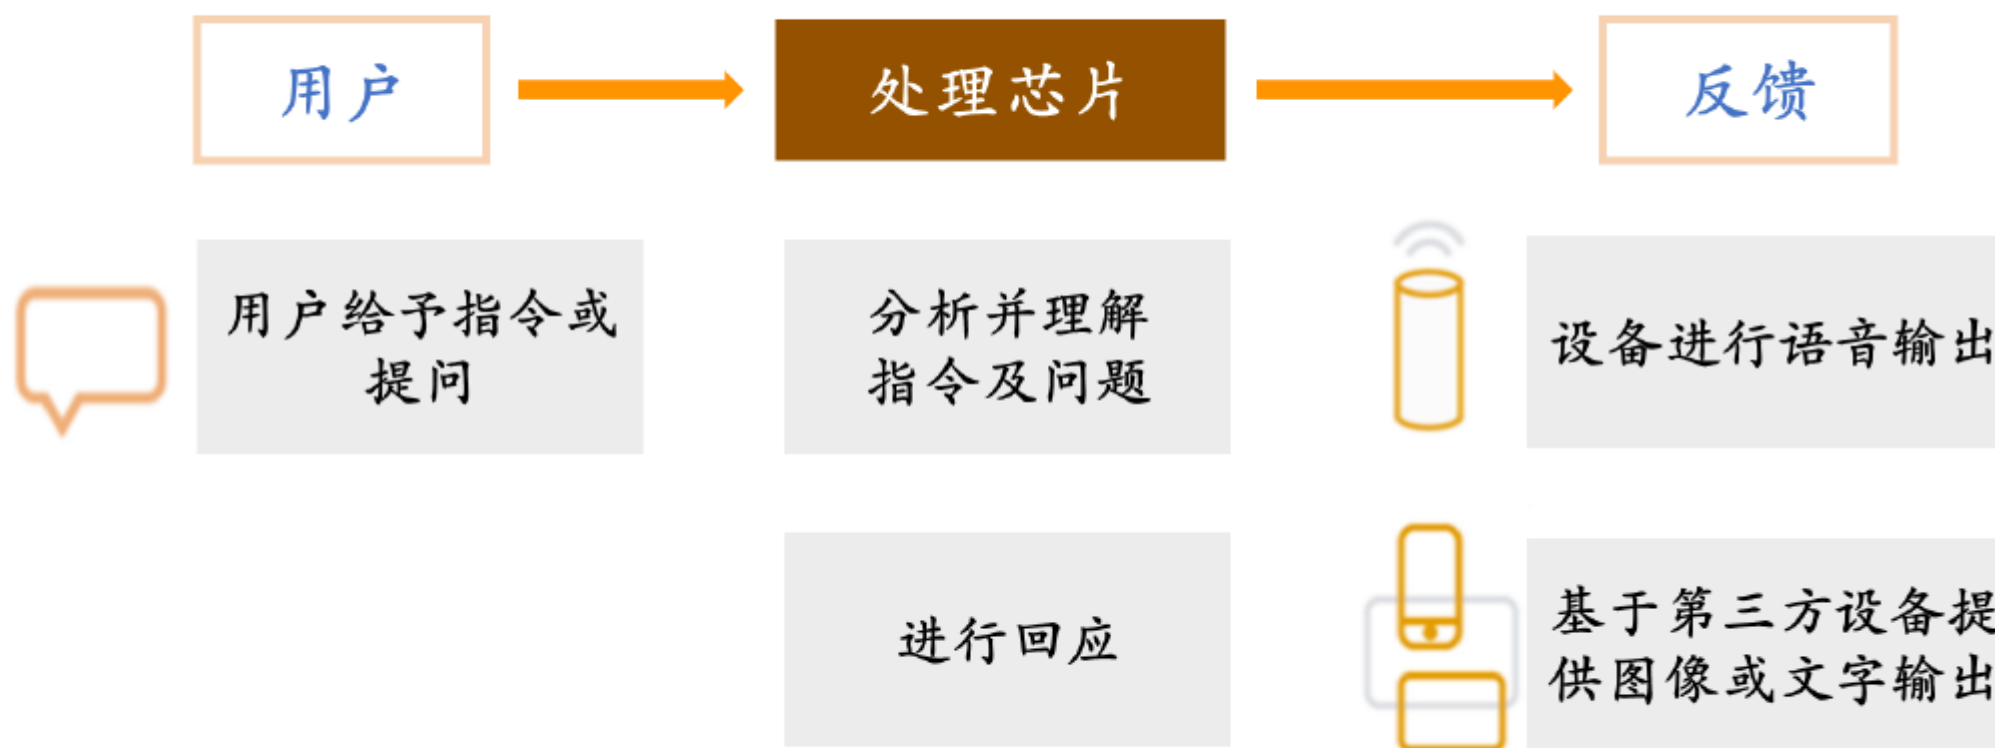 用户
处理芯片
反馈
用户给予指令或
提问
分析并理解
指令及问题
设备进行语音输出
进行回应
基于第三方设备提
供图像或文字输出